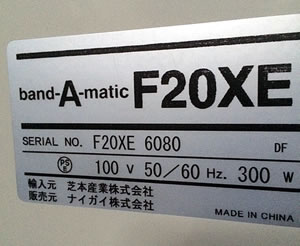 band-A-matic F20XE
SERIAL NO. F20XE 6080 DF
PSE 100 V 50/60 Hz. 300 W
輸入元 芝本産業株式会社
販売元 ナイガイ株式会社
MADE IN CHINA